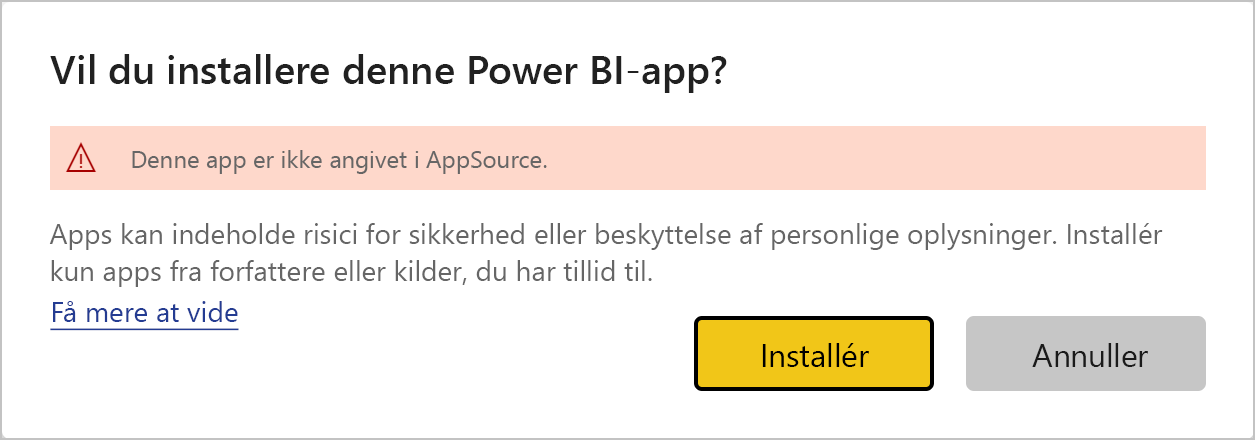 Vil du installere denne Power BI-app?
Denne app er ikke angivet i AppSource.
Apps kan indeholde risici for sikkerhed eller beskyttelse af personlige oplysninger. Installér
kun apps fra forfattere eller kilder, du har tillid til.
Få mere at vide
Installér
Annuller